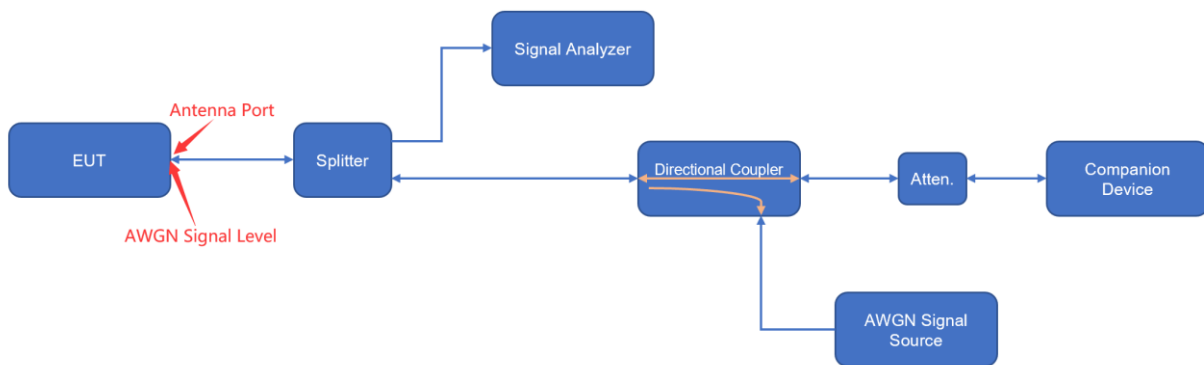 Signal Analyzer
Antenna Port
EUT
Splitter
Directional Coupler
Atten.
Companion
Device
AWGN Signal Level
AWGN Signal
Source